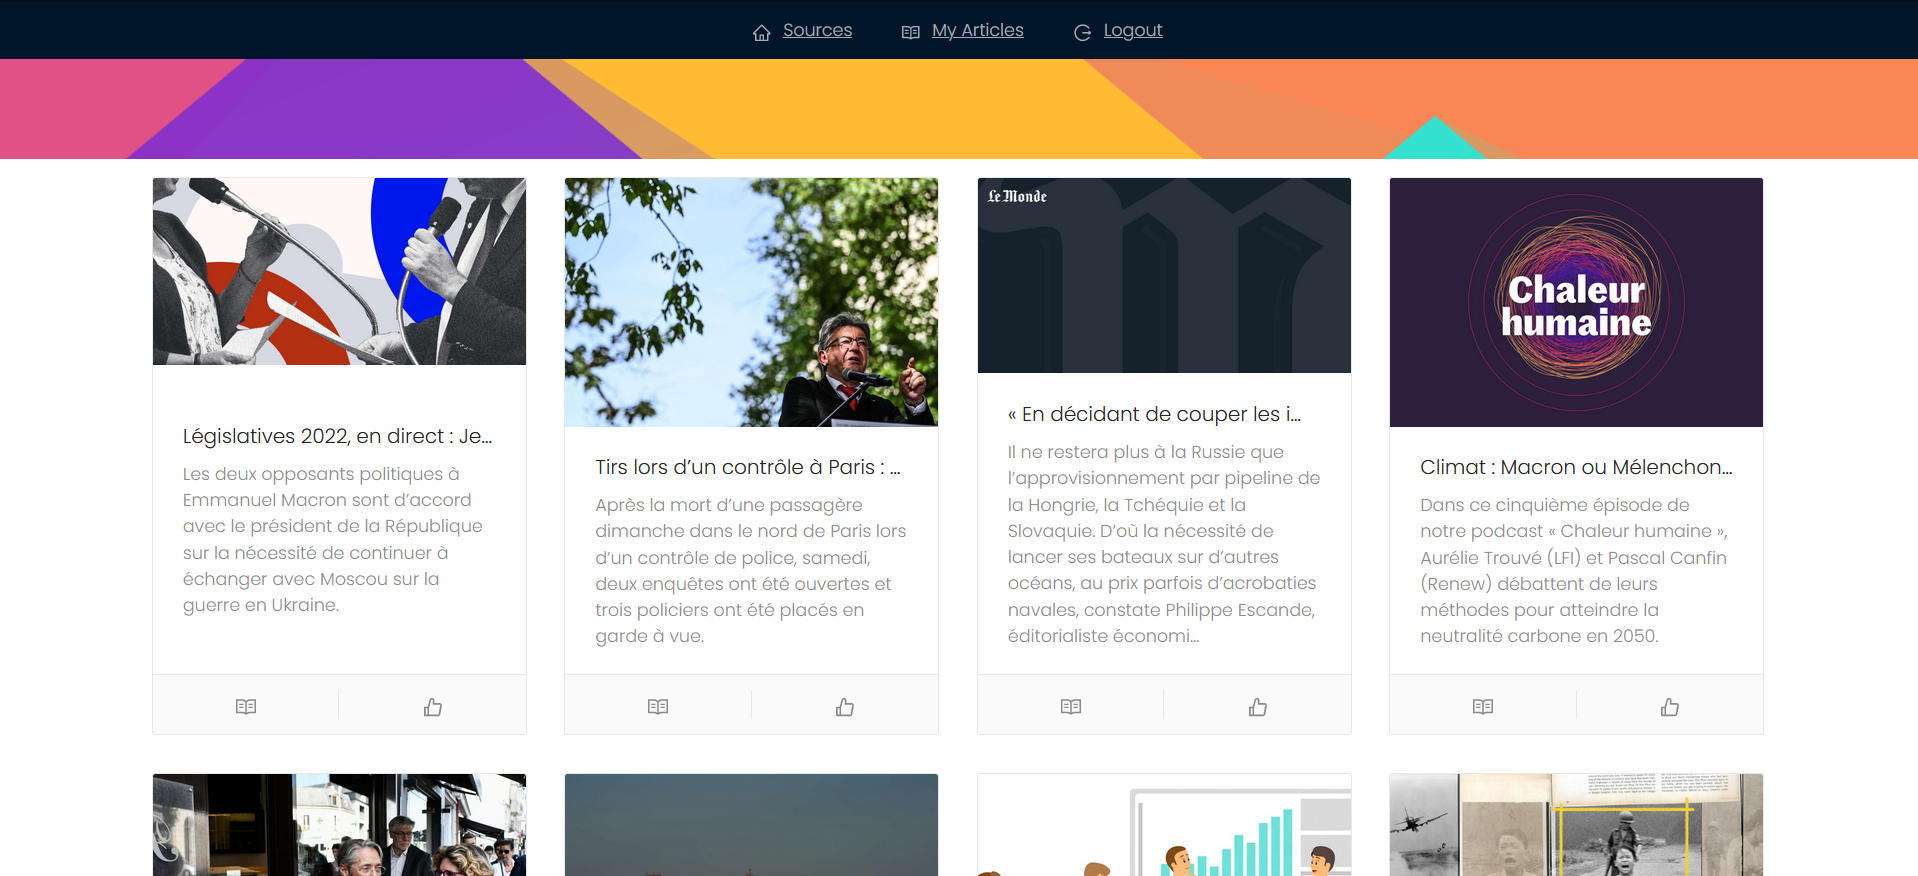 Sources
My Articles
Logout
Le Monde
Chaleur
humaine
Législatives 2022, en direct : Je...
Les deux opposants politiques à
Emmanuel Macron sont d’accord
avec le président de la République
sur la nécessité de continuer à
échanger avec Moscou sur la
guerre en Ukraine.
Tirs lors d’un contrôle à Paris : ...
Après la mort d’une passagère
dimanche dans le nord de Paris lors
d’un contrôle de police, samedi,
deux enquêtes ont été ouvertes et
trois policiers ont été placés en
garde à vue.
« En décidant de couper les i...
Il ne restera plus à la Russie que
l’approvisionnement par pipeline de
la Hongrie, la Tchéquie et la
Slovaquie. D’où la nécessité de
lancer ses bateaux sur d’autres
océans, au prix parfois d’acrobaties
navales, constate Philippe Escande,
éditorialiste économi...
Climat : Macron ou Mélenchon...
Dans ce cinquième épisode de
notre podcast « Chaleur humaine »,
Aurélie Trouvé (LFI) et Pascal Canfin
(Renew) débattent de leurs
méthodes pour atteindre la
neutralité carbone en 2050.